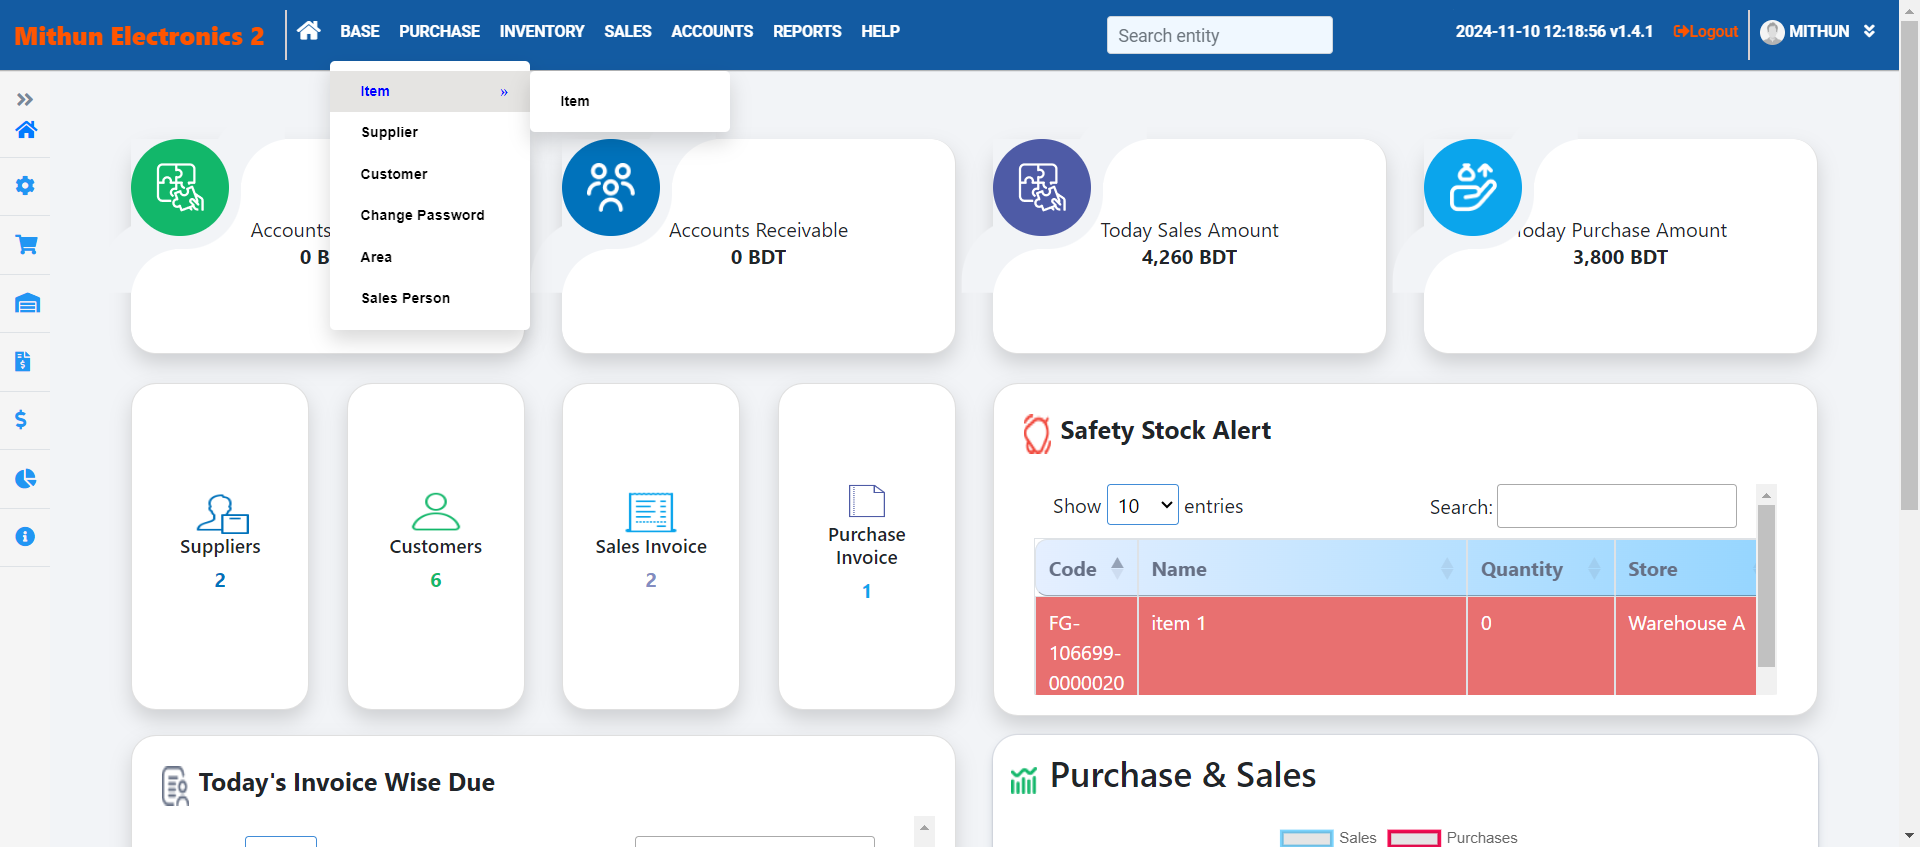 Mithun Electronics 2
BASE PURCHASE INVENTORY SALES ACCOUNTS REPORTS HELP
Search entity
2024-11-10 12:18:56 v1.4.1
Logout
MITHUN
Item »
Supplier
Customer
Change Password
Area
Sales Person
Item
Accounts
0 B
Accounts Receivable
0 BDT
Today Sales Amount
4,260 BDT
Today Purchase Amount
3,800 BDT
Suppliers
2
Customers
6
Sales Invoice
2
Purchase
Invoice
1
Safety Stock Alert
Show 10 entries
Search:
Code Name Quantity Store
FG-
106699-
0000020
item 1
0
Warehouse A
Today's Invoice Wise Due
Purchase & Sales
Sales Purchases